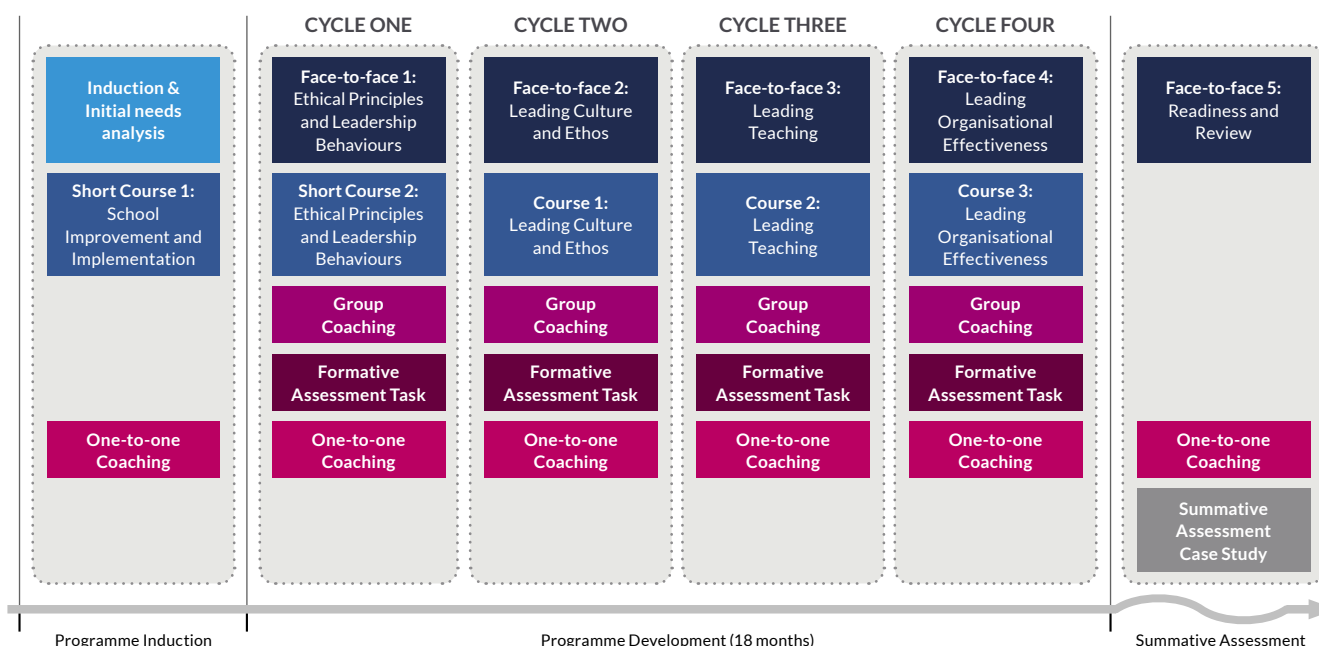 CYCLE ONE
CYCLE TWO
CYCLE THREE
CYCLE FOUR
Induction &
Initial needs
analysis
Short Course 1:
School
Improvement and
Implementation
One-to-one
Coaching
Face-to-face 1:
Ethical Principles
and Leadership
Behaviours
Short Course 2:
Ethical Principles
and Leadership
Behaviours
Group
Coaching
Formative
Assessment Task
One-to-one
Coaching
Face-to-face 2:
Leading Culture
and Ethos
Course 1:
Leading Culture
and Ethos
Group
Coaching
Formative
Assessment Task
One-to-one
Coaching
Face-to-face 3:
Leading
Teaching
Course 2:
Leading
Teaching
Group
Coaching
Formative
Assessment Task
One-to-one
Coaching
Face-to-face 4:
Leading
Organisational
Effectiveness
Course 3:
Leading
Organisational
Effectiveness
Group
Coaching
Formative
Assessment Task
One-to-one
Coaching
Face-to-face 5:
Readiness and
Review
One-to-one
Coaching
Summative
Assessment
Case Study
Programme Induction
Programme Development (18 months)
Summative Assessment